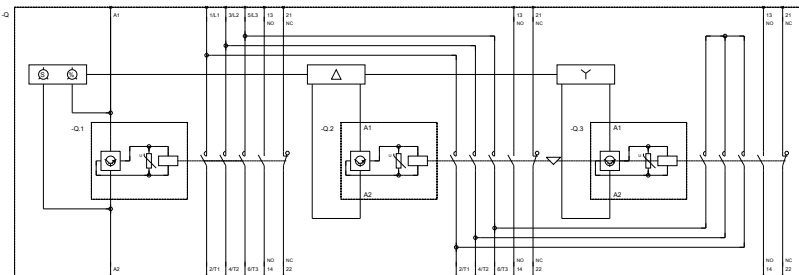 -Q
A1
1/L1 3/L2 5/L3 13 21
NO NC
13 21
NO NC
13 21
NO NC
S %
-Q.1
-Q.2
A1
-Q.3
A1
U
U
U
A2
A2
NO NC
NO NC
NO NC
A2
2/T1 4/T2 6/T3 14 22
2/T1 4/T2 6/T3 14 22
14 22